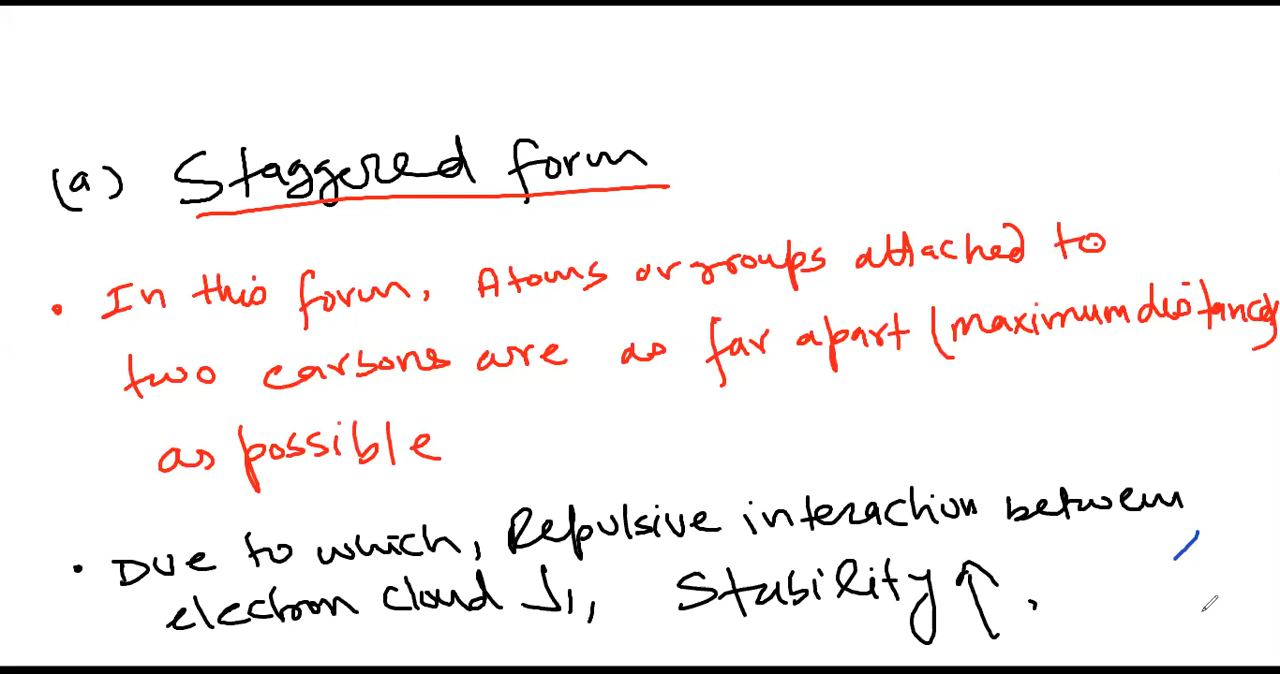 (a) Staggered form
• In this form, Atoms or groups attached to
two carbons are as far apart (maximum distance)
as possible
• Due to which, Repulsive interaction between
electron cloud ↓, Stability ↑,